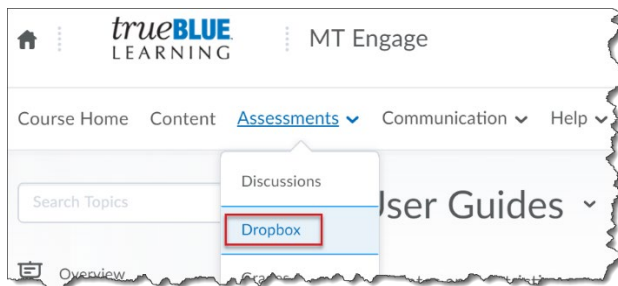 trueBLUE
LEARNING
MT Engage
Course Home Content Assessments Communication Help
Discussions
Search Topics
User Guides
Dropbox
Overview